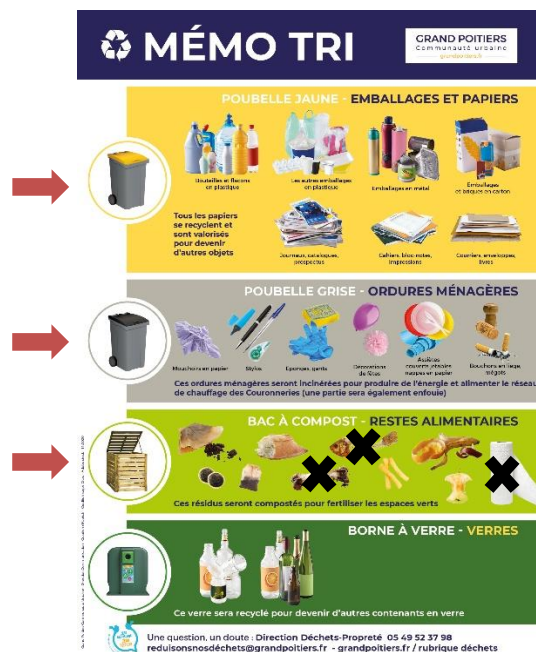 MÉMO TRI
GRAND POITIERS
Communauté urbaine
grandpoitiers.fr
POUBELLE JAUNE - EMBALLAGES ET PAPIERS
Bouteilles et flacons
en plastique
Les autres emballages
en plastique
Emballages en métal
Emballages
et briques en carton
Tous les papiers
se recyclent et
sont valorisés
pour devenir
d'autres objets
Journaux, catalogues,
prospectus
Cahiers, bloc notes,
impressions
Courriers, enveloppes,
livres
POUBELLE GRISE - ORDURES MÉNAGÈRES
Mouchoirs en papier
Stylos
Eponges, gants
Décorations
de fêtes
Assiettes
couverts jetables
nappes en papier
Bouchons en liège,
mégots
Ces ordures ménagères seront incinérées pour produire de l'énergie et alimenter le réseau
de chauffage des Couronneries (une partie sera également enfouie)
BAC À COMPOST - RESTES ALIMENTAIRES
Ces résidus seront compostés pour fertiliser les espaces verts
BORNE À VERRE - VERRES
Ce verre sera recyclé pour devenir d'autres contenants en verre
Une question, un doute : Direction Déchets-Propreté 05 49 52 37 98
reduisonsnosdéchets@grandpoitiers.fr - grandpoitiers.fr / rubrique déchets